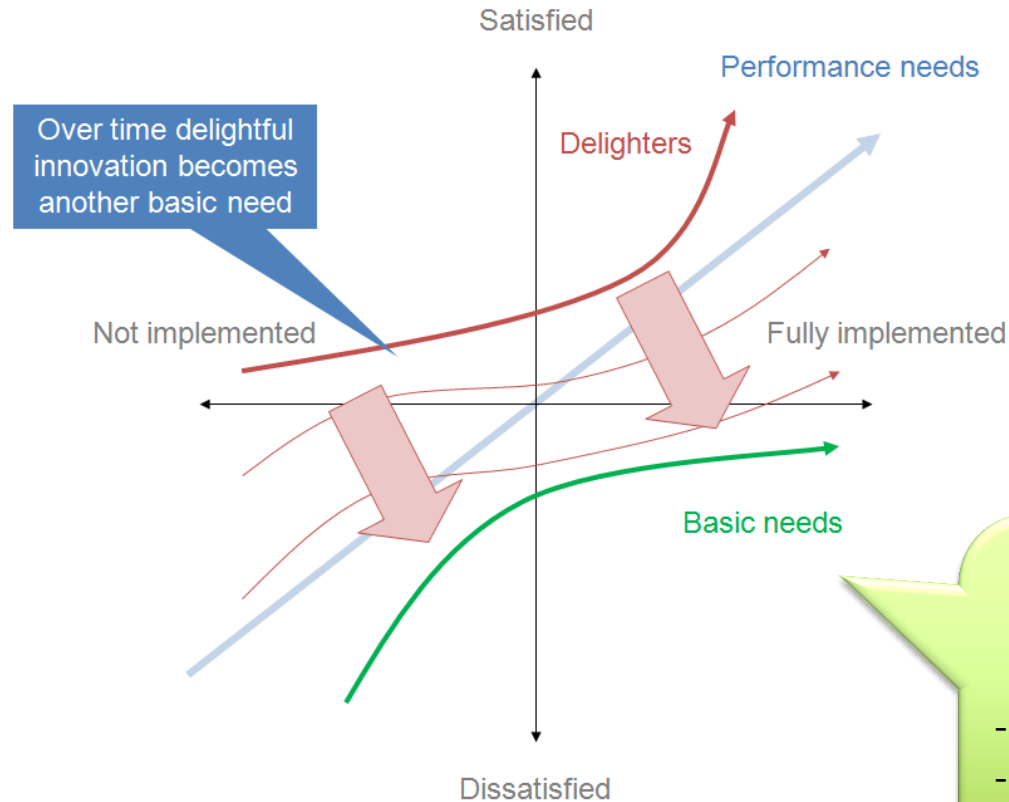 Satisfied
Performance needs
Over time delightful
innovation becomes
another basic need
Delighters
Not implemented
Fully implemented
Basic needs
-
-
Dissatisfied